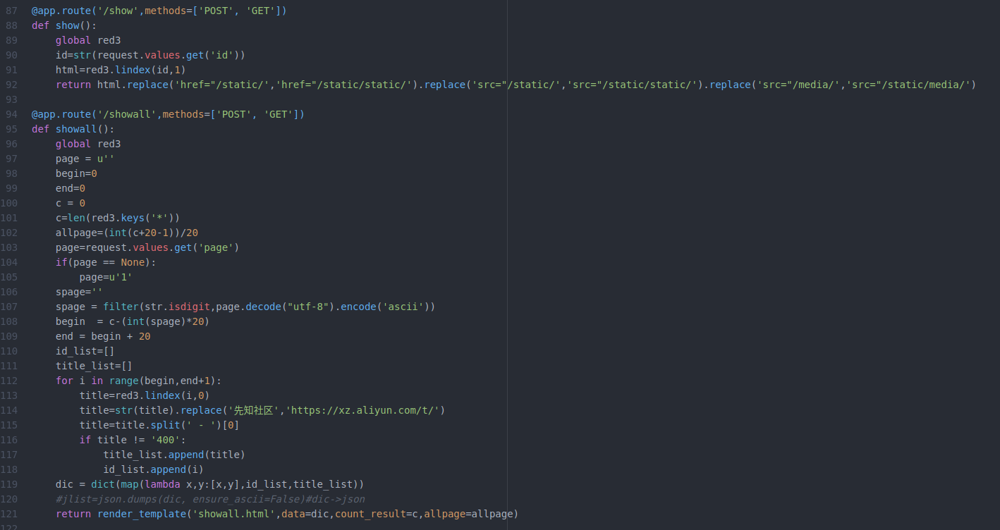 87 @app.route('/show',methods=['POST', 'GET'])
88 def show():
89     global red3
90     id=str(request.values.get('id'))
91     html=red3.lindex(id,1)
92     return html.replace('href="/static/','href="/static/static/').replace('src="/static/','src="/static/static/').replace('src="/media/','src="/static/media/')
93
94 @app.route('/showall',methods=['POST', 'GET'])
95 def showall():
96     global red3
97     page = u''
98     begin=0
99     end=0
100     c = 0
101     c=len(red3.keys('*'))
102     allpage=(int(c+20-1))/20
103     page=request.values.get('page')
104     if(page == None):
105         page=u'1'
106     spage=''
107     spage = filter(str.isdigit,page.decode("utf-8").encode('ascii'))
108     begin  = c-(int(spage)*20)
109     end = begin + 20
110     id_list=[]
111     title_list=[]
112     for i in range(begin,end+1):
113         title=red3.lindex(i,0)
114         title=str(title).replace('先知社区','https://xz.aliyun.com/t/')
115         title=title.split(' - ')[0]
116         if title != '400':
117             title_list.append(title)
118             id_list.append(i)
119     dic = dict(map(lambda x,y:[x,y],id_list,title_list))
120     #jlist=json.dumps(dic, ensure_ascii=False)#dic->json
121     return render_template('showall.html',data=dic,count_result=c,allpage=allpage)
122